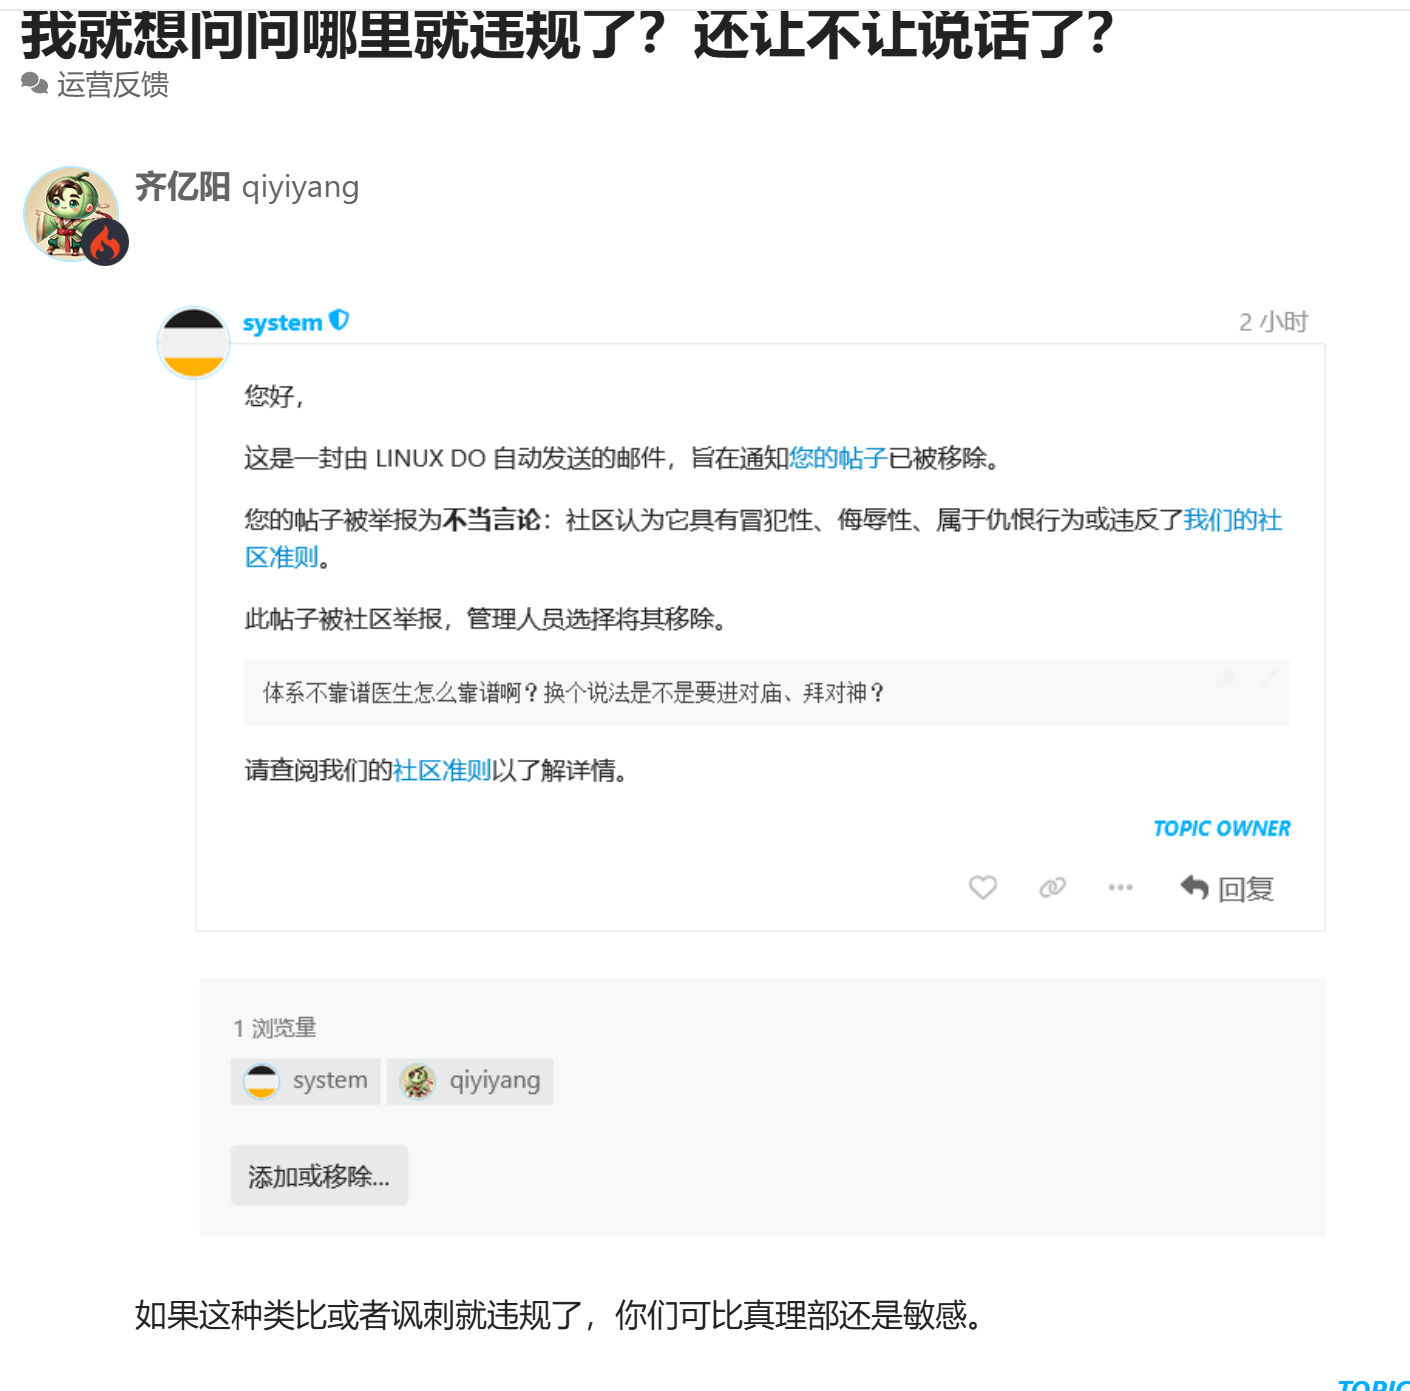 我就想问问哪里就违规了？还让不让说话了？
运营反馈
齐亿阳 qiyiyang
system
2 小时
您好，
这是一封由 LINUX DO 自动发送的邮件，旨在通知您的帖子已被移除。
您的帖子被举报为不当言论：社区认为它具有冒犯性、侮辱性、属于仇恨行为或违反了我们的社
区准则。
此帖子被社区举报，管理人员选择将其移除。
体系不靠谱医生怎么靠谱啊？换个说法是不是要进对庙、拜对神？
请查阅我们的社区准则以了解详情。
TOPIC OWNER
回复
1 浏览量
system qiyiyang
添加或移除...
如果这种类比或者讽刺就违规了，你们可比真理部还是敏感。
TOPIC